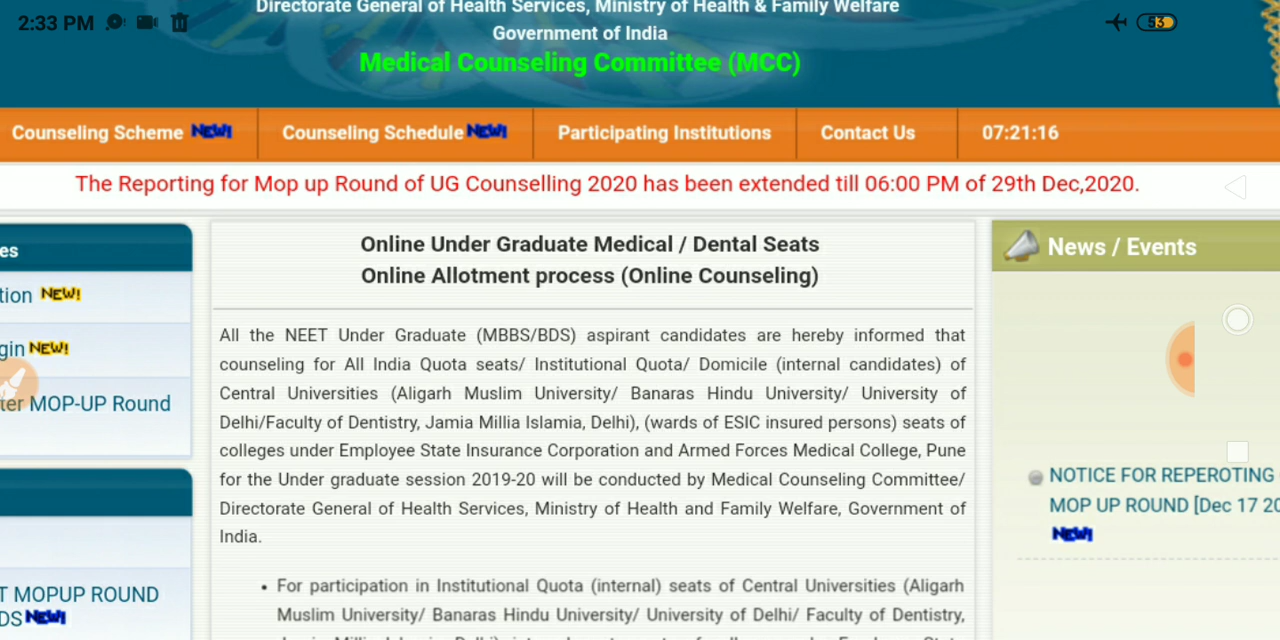 2:33 PM
53
Directorate General of Health Services, Ministry of Health & Family Welfare
Government of India
Medical Counseling Committee (MCC)
Counseling Scheme NEW! Counseling Schedule NEW! Participating Institutions Contact Us 07:21:16
The Reporting for Mop up Round of UG Counselling 2020 has been extended till 06:00 PM of 29th Dec,2020.
es
tion NEW!
gin NEW!
ter MOP-UP Round
T MOPUP ROUND
DS NEW!
Online Under Graduate Medical / Dental Seats
Online Allotment process (Online Counseling)
All the NEET Under Graduate (MBBS/BDS) aspirant candidates are hereby informed that
counseling for All India Quota seats/ Institutional Quota/ Domicile (internal candidates) of
Central Universities (Aligarh Muslim University/ Banaras Hindu University/ University of
Delhi/Faculty of Dentistry, Jamia Millia Islamia, Delhi), (wards of ESIC insured persons) seats of
colleges under Employee State Insurance Corporation and Armed Forces Medical College, Pune
for the Under graduate session 2019-20 will be conducted by Medical Counseling Committee/
Directorate General of Health Services, Ministry of Health and Family Welfare, Government of
India.
• For participation in Institutional Quota (internal) seats of Central Universities (Aligarh
Muslim University/ Banaras Hindu University/ University of Delhi/ Faculty of Dentistry,
News / Events
NOTICE FOR REPEROTING
MOP UP ROUND [Dec 17 20
NEW!